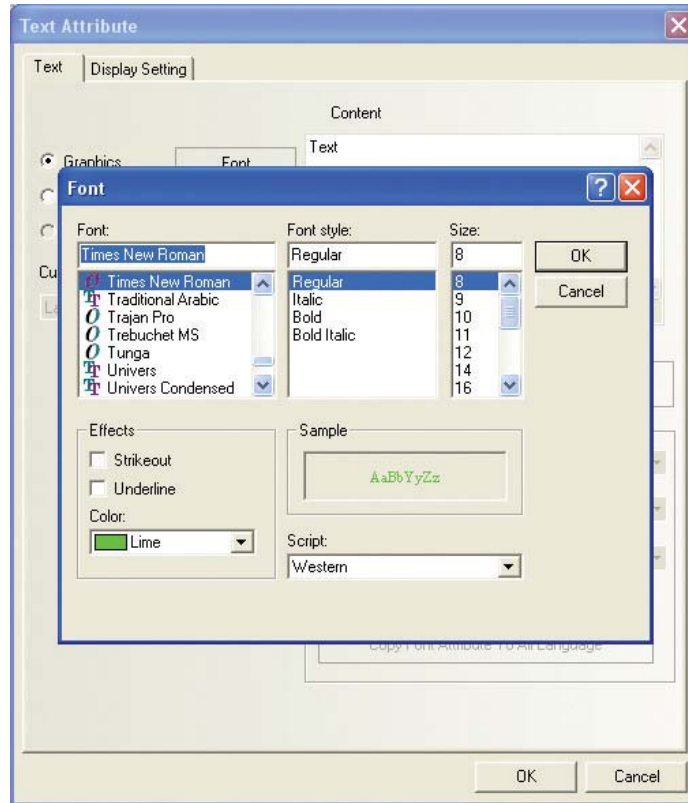 Text Attribute
Text Display Setting
Content
Text
Graphics Font
Cu
La
Font
Font: Font style: Size:
Times New Roman Regular 8
Times New Roman Regular 8
Traditional Arabic Italic 9
Trajan Pro Bold 10
Trebuchet MS Bold Italic 11
Tunga 12
Univers 14
Univers Condensed 16
OK
Cancel
Effects
Strikeout
Underline
Color:
Lime
Sample
AaBbYyZz
Script:
Western
Copy Font Attribute To All Language
OK Cancel